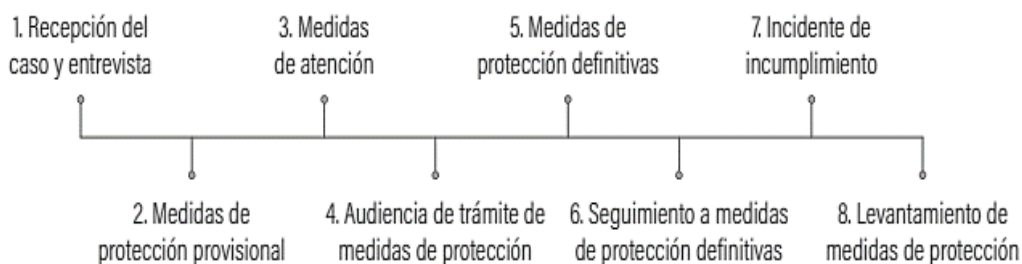 1. Recepción del
caso y entrevista
3. Medidas
de atención
5. Medidas de
protección definitivas
7. Incidente de
incumplimiento
2. Medidas de
protección provisional
4. Audiencia de trámite de
medidas de protección
6. Seguimiento a medidas
de protección definitivas
8. Levantamiento de
medidas de protección